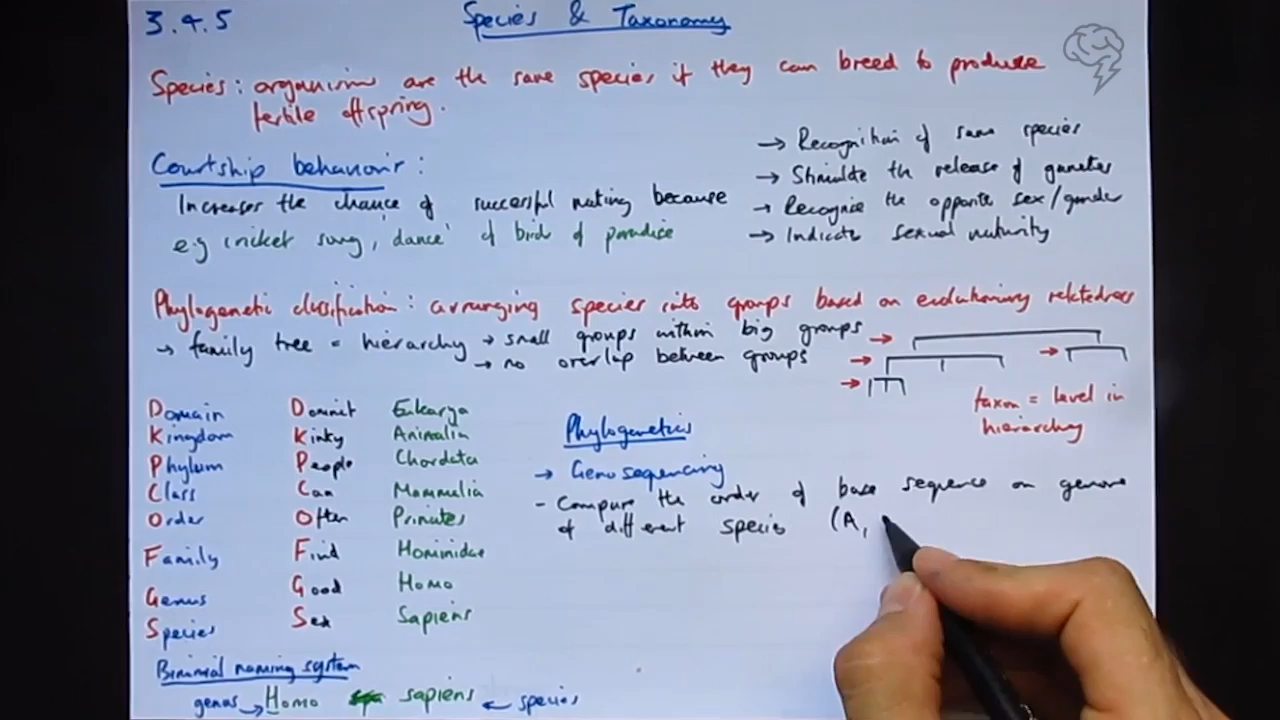 3.4.5 Species & Taxonomy
Species: organisms are the same species if they can breed to produce
fertile offspring.
Courtship behaviour:
Increases the chance of successful mating because
e.g cricket song, 'dance' of birds of paradise
→ Recognition of same species
→ Stimulate the release of gametes
→ Recognise the opposite sex/gender
→ Indicate sexual maturity
Phylogenetic classification: arranging species into groups based on evolutionary relatedness
→ family tree = hierarchy → small groups within big groups
→ no overlap between groups
taxon = level in
hierarchy
Domain Dominit Eukarya
Kingdom Kinky Animalia
Phylum People Chordata
Class Can Mammalia
Order Often Primates
Family Find Hominidae
Genus Good Homo
Species Sex Sapiens
Binimial naming system
genus → Homo sapiens ← species
Phylogenetics
→ Genosequencing
- Compare the order of base sequence on genome
of different species (A,